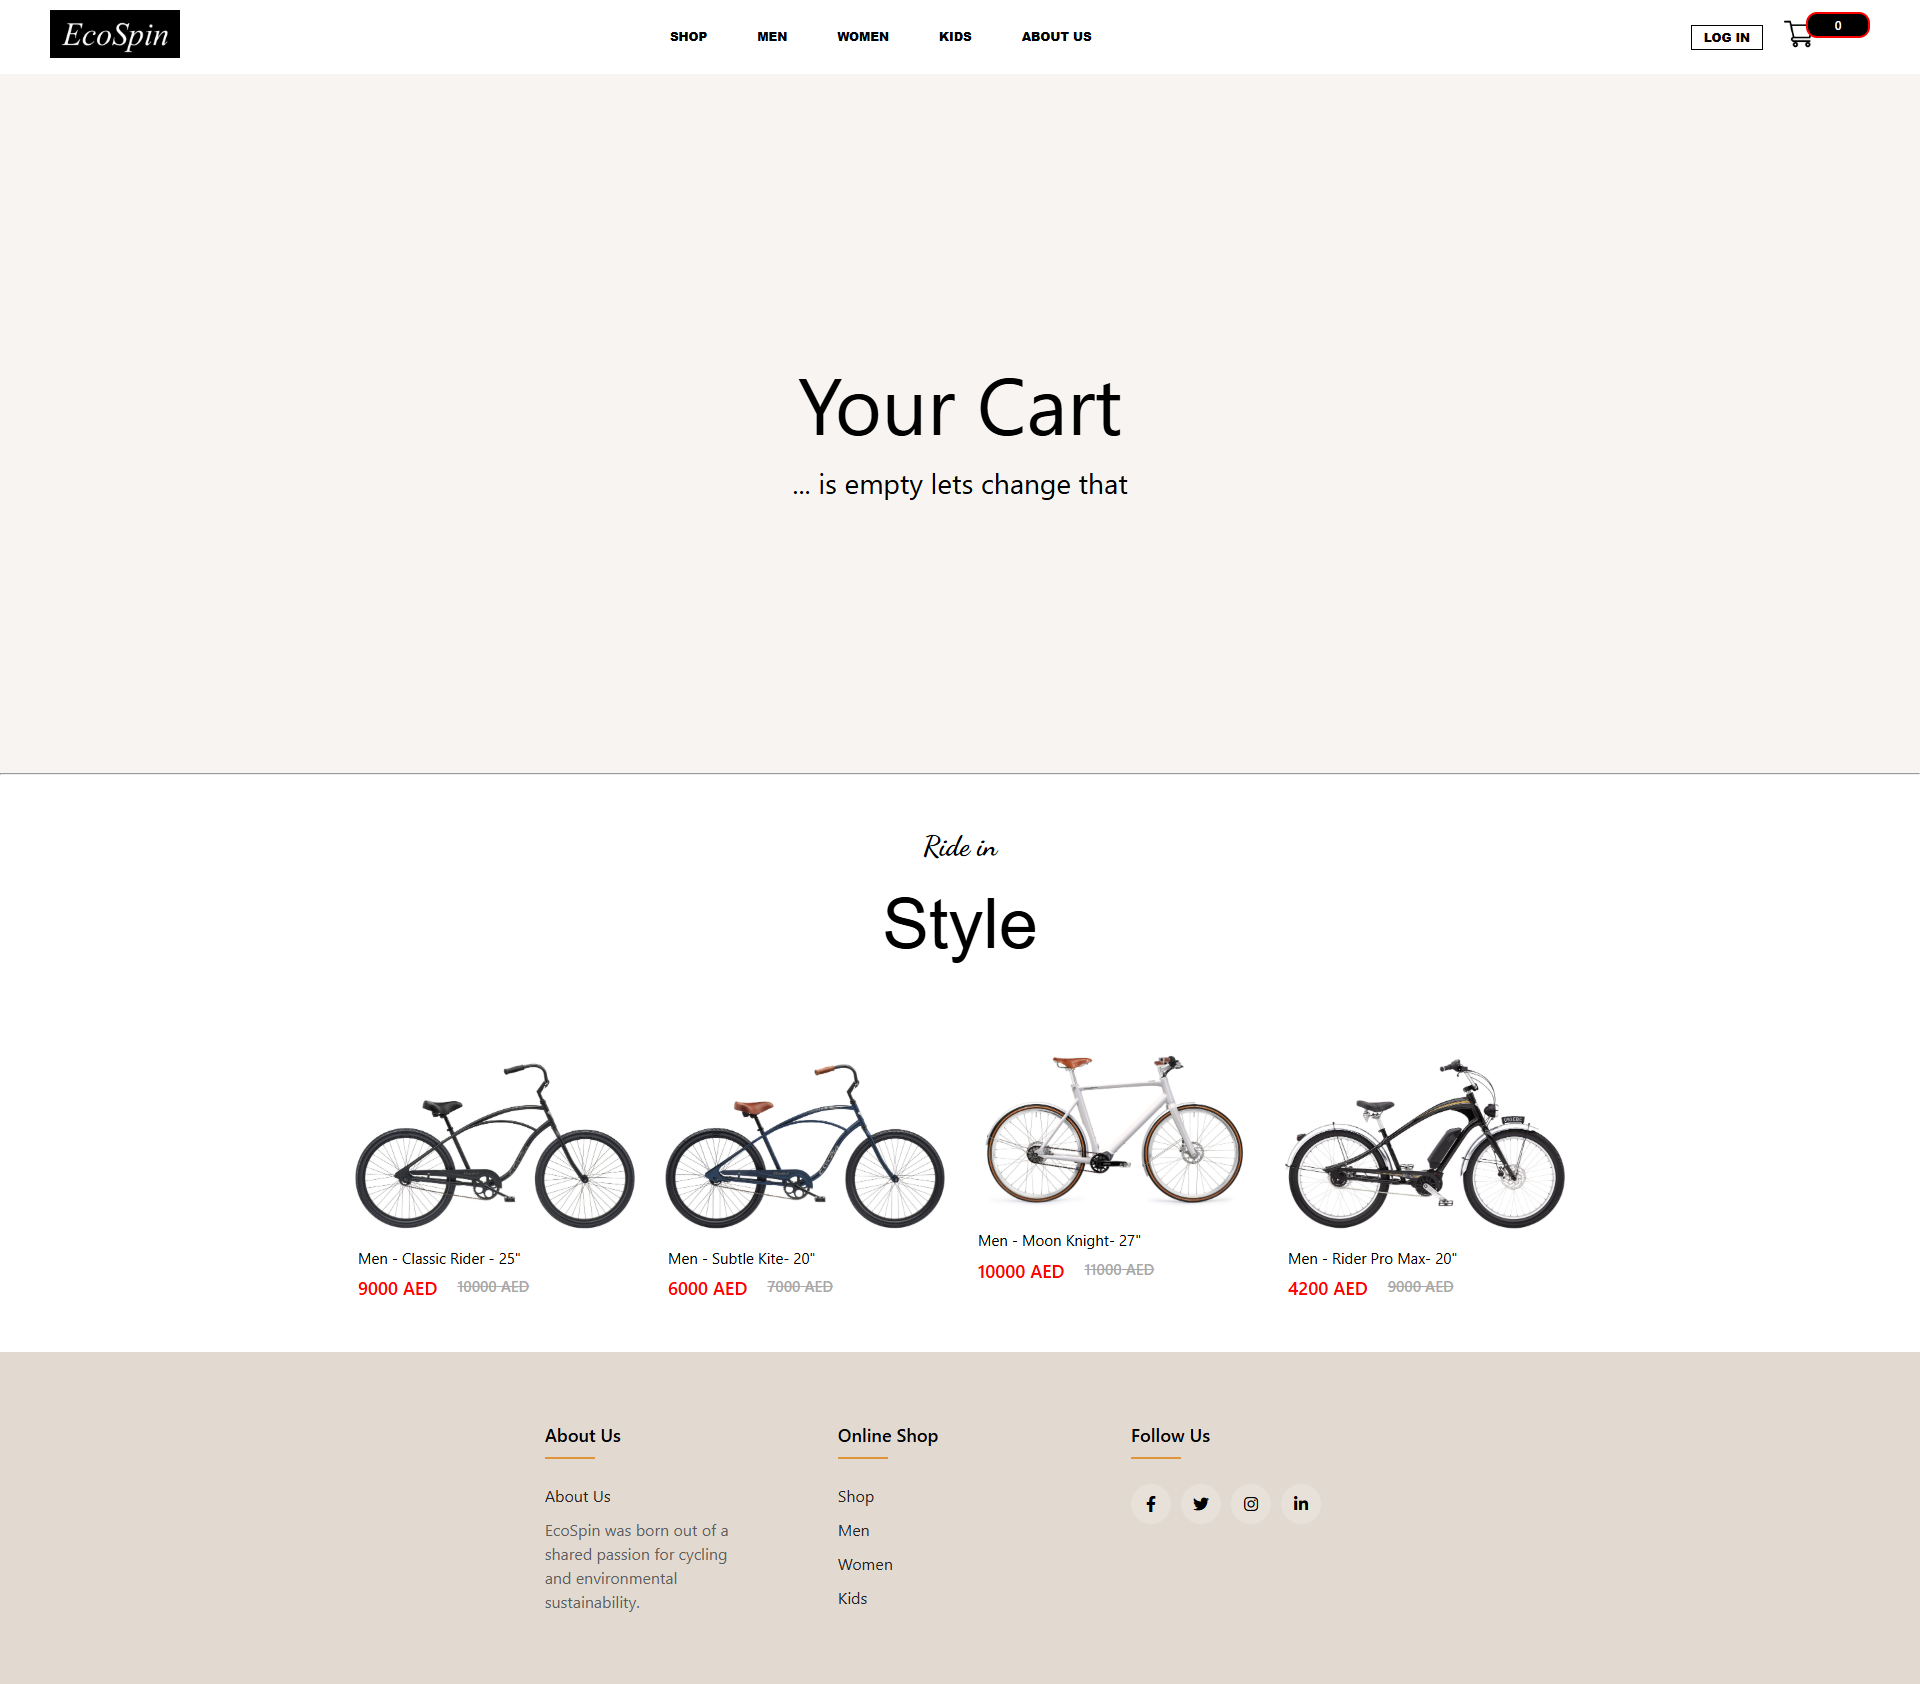 EcoSpin
SHOP MEN WOMEN KIDS ABOUT US
LOG IN
0
Your Cart
... is empty lets change that
Ride in
Style
Men - Classic Rider - 25"
9000 AED 10000 AED
Men - Subtle Kite- 20"
6000 AED 7000 AED
Men - Moon Knight- 27"
10000 AED 11000 AED
Men - Rider Pro Max- 20"
4200 AED 9000 AED
About Us
About Us
EcoSpin was born out of a
shared passion for cycling
and environmental
sustainability.
Online Shop
Shop
Men
Women
Kids
Follow Us